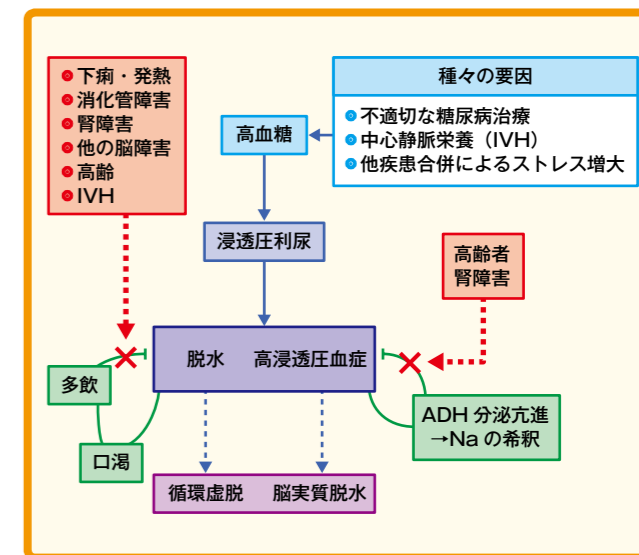 下痢・発熱
消化管障害
腎障害
他の脳障害
高齢
IVH
高血糖
種々の要因
不適切な糖尿病治療
中心静脈栄養（IVH）
他疾患合併によるストレス増大
浸透圧利尿
高齢者
腎障害
脱水　高浸透圧血症
多飲
口渇
ADH 分泌亢進
→Na の希釈
循環虚脱　脳実質脱水